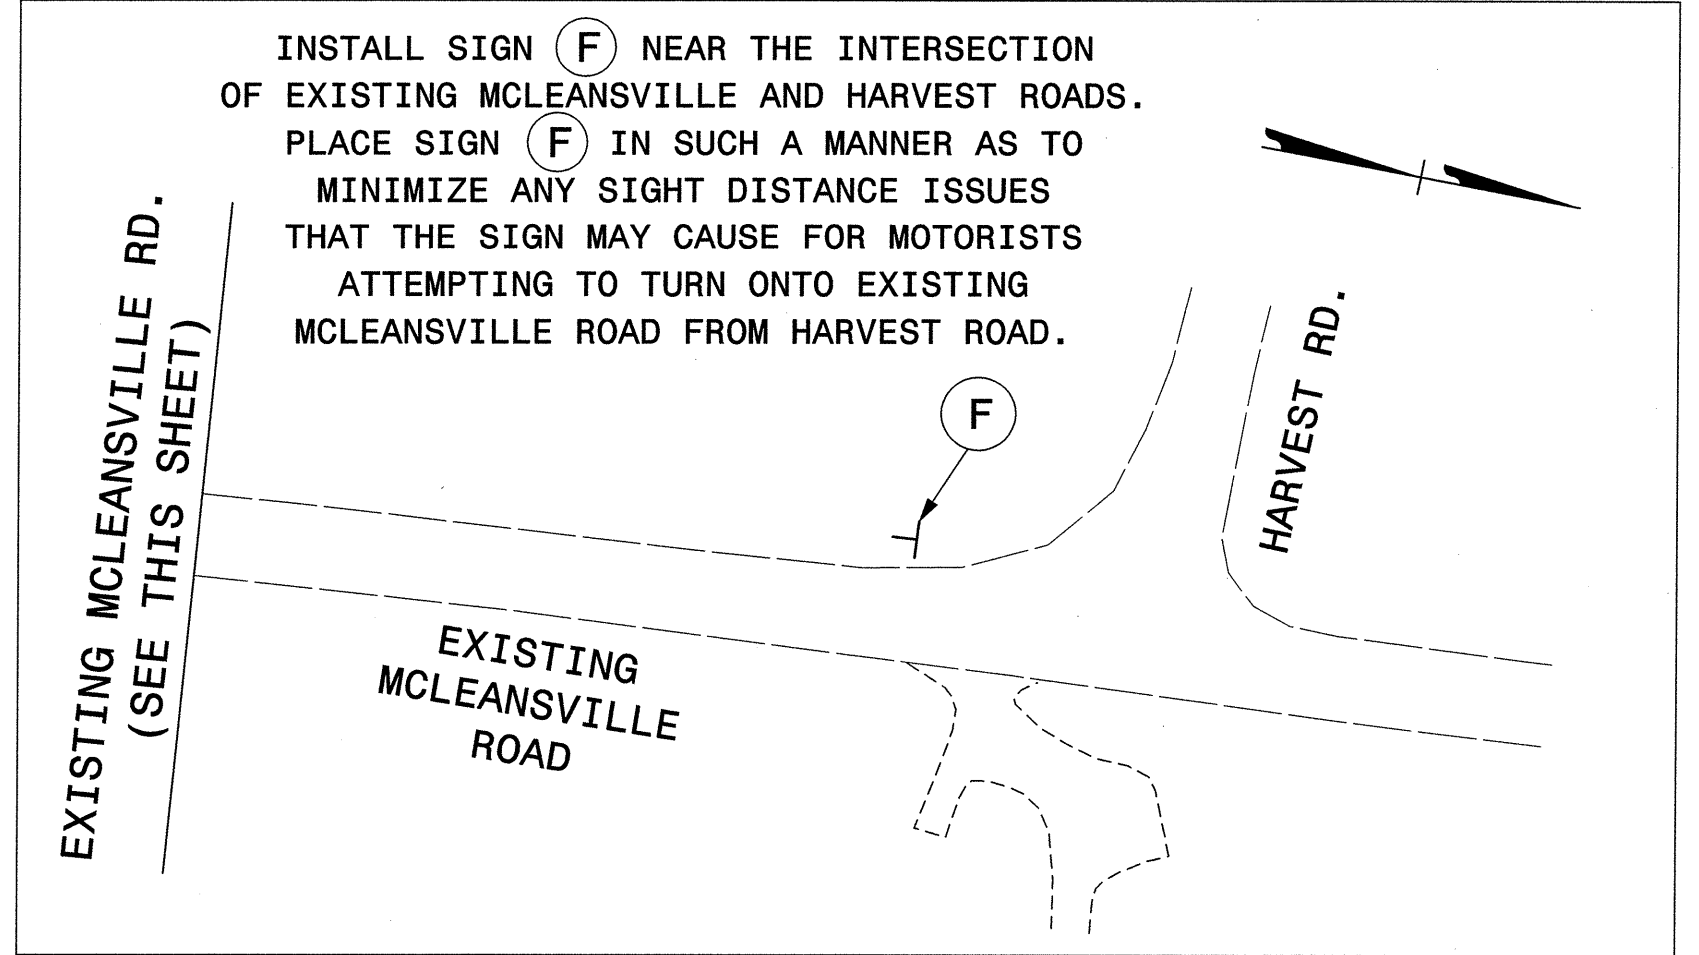 INSTALL SIGN F NEAR THE INTERSECTION
OF EXISTING MCLEANSVILLE AND HARVEST ROADS.
PLACE SIGN F IN SUCH A MANNER AS TO
MINIMIZE ANY SIGHT DISTANCE ISSUES
THAT THE SIGN MAY CAUSE FOR MOTORISTS
ATTEMPTING TO TURN ONTO EXISTING
MCLEANSVILLE ROAD FROM HARVEST ROAD.
EXISTING MCLEANSVILLE RD.
(SEE THIS SHEET)
F
HARVEST RD.
EXISTING
MCLEANSVILLE
ROAD